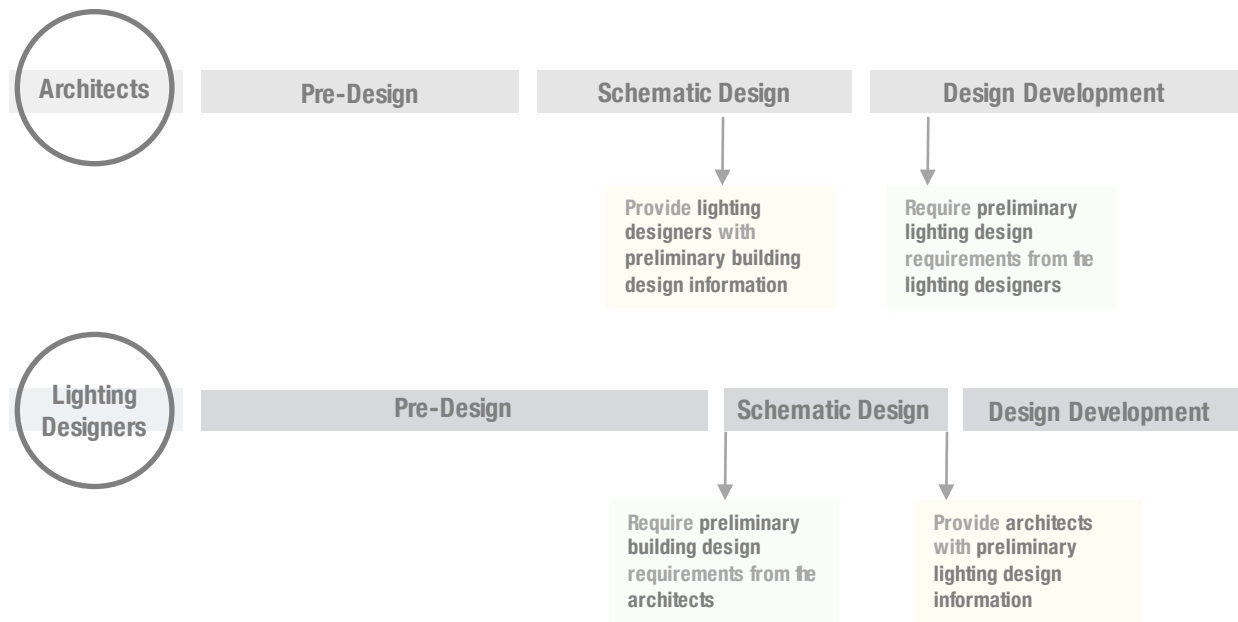 Architects
Pre-Design
Schematic Design
Design Development
Provide lighting
designers with
preliminary building
design information
Require preliminary
lighting design
requirements from the
lighting designers
Lighting
Designers
Pre-Design
Schematic Design
Design Development
Require preliminary
building design
requirements from the
architects
Provide architects
with preliminary
lighting design
information